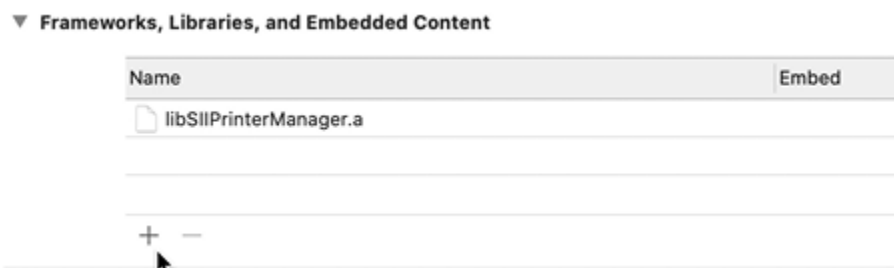 Frameworks, Libraries, and Embedded Content
Name Embed
libSIIPrinterManager.a